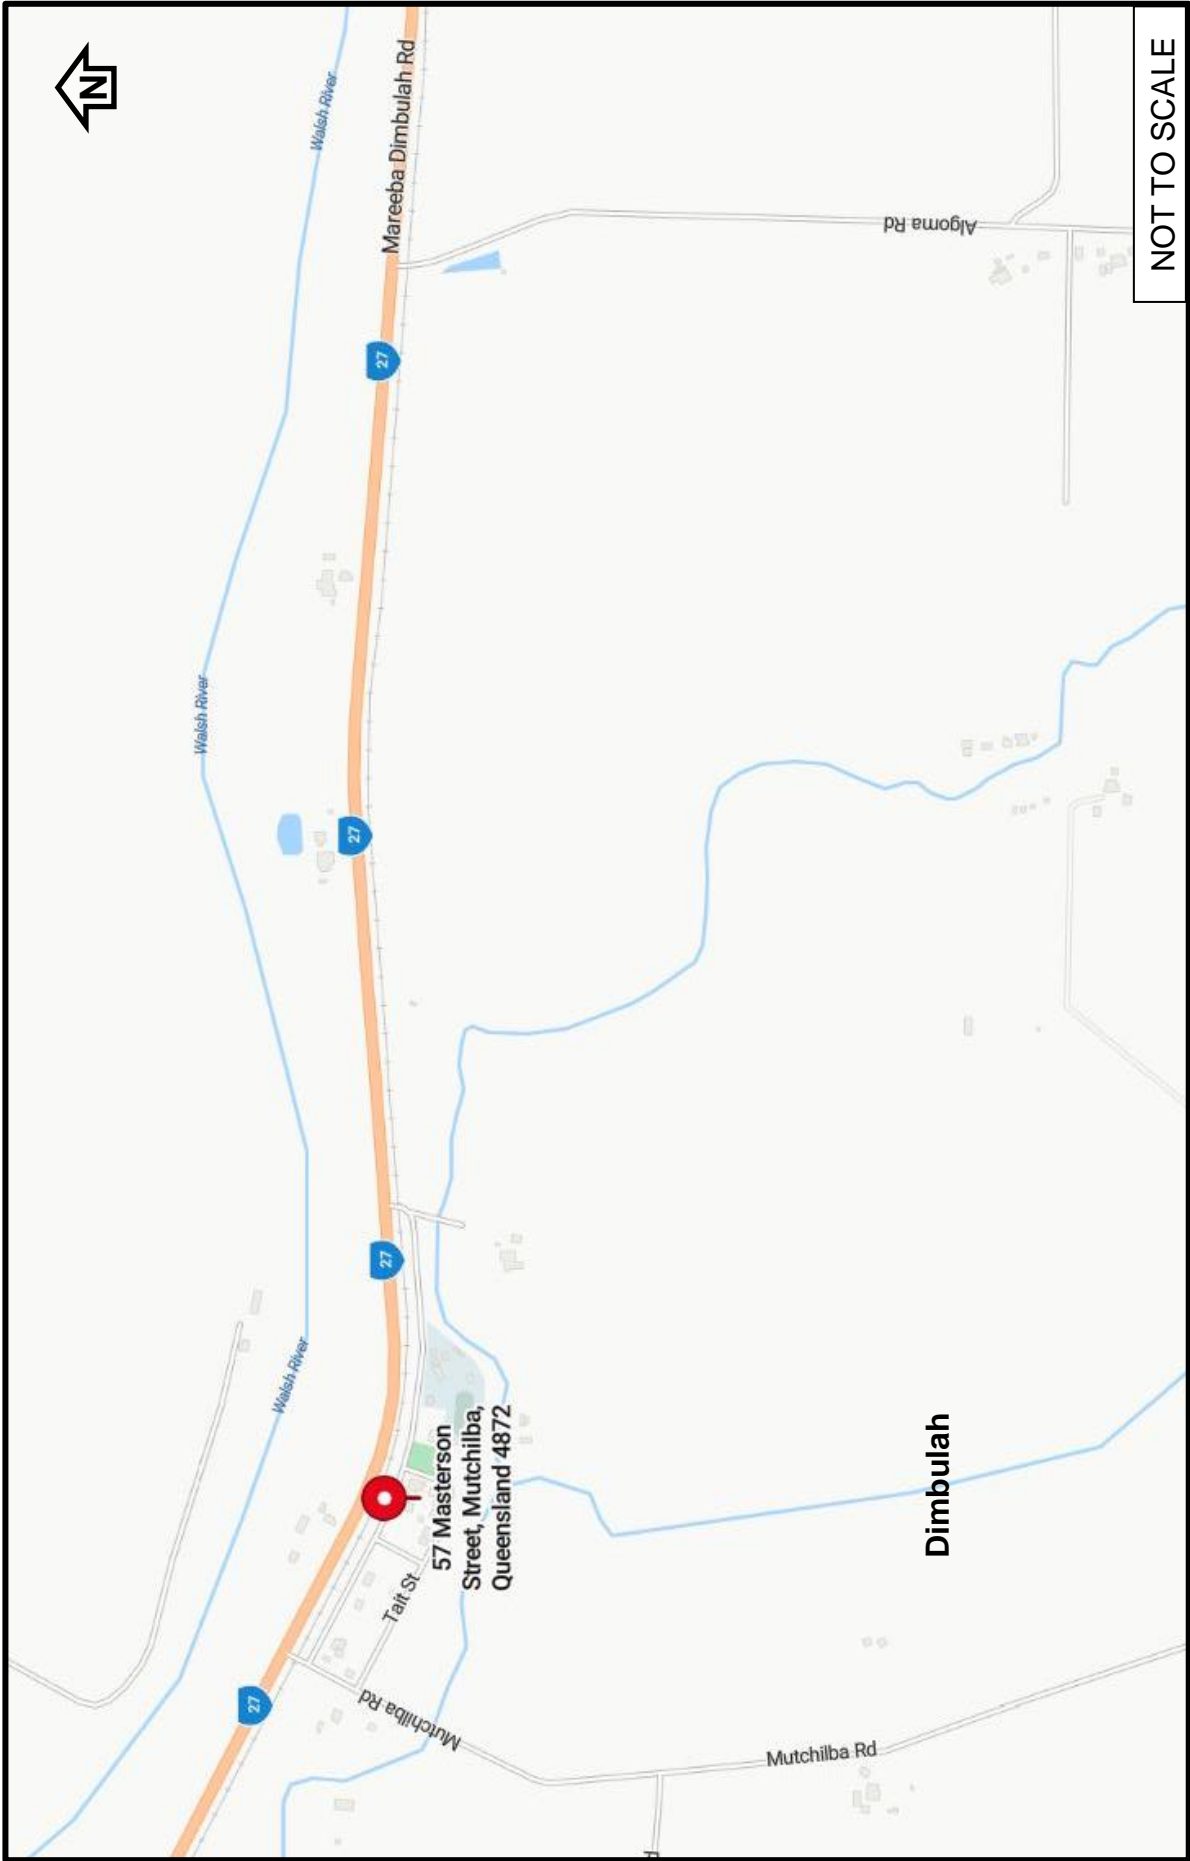 N
Walsh River
Mareeba Dimbulah Rd
NOT TO SCALE
Algoma Rd
27
Walsh River
27
27
Walsh River
57 Masterson
Street, Mutchilba,
Queensland 4872
Tait St
Dimbulah
27
Mutchilba Rd
Mutchilba Rd